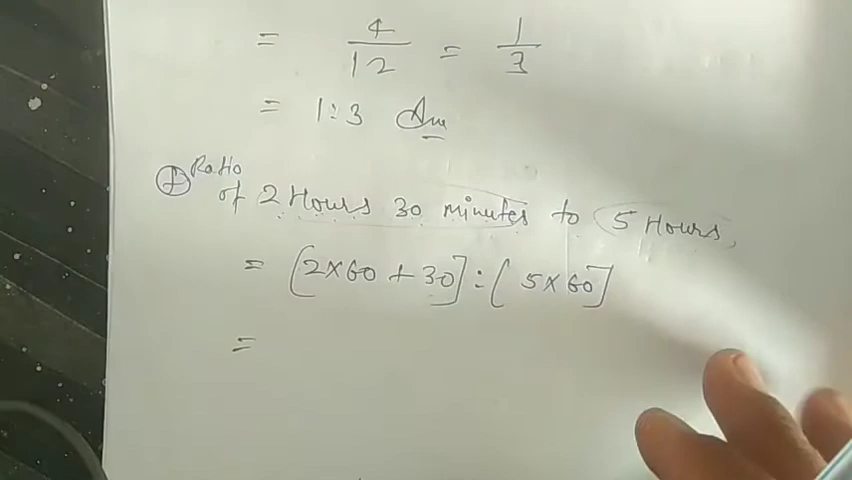 = 4/12 = 1/3
= 1:3 Ans
Ratio
of 2 Hours 30 minutes to 5 Hours,
= [2×60 + 30] : [5×60]
=